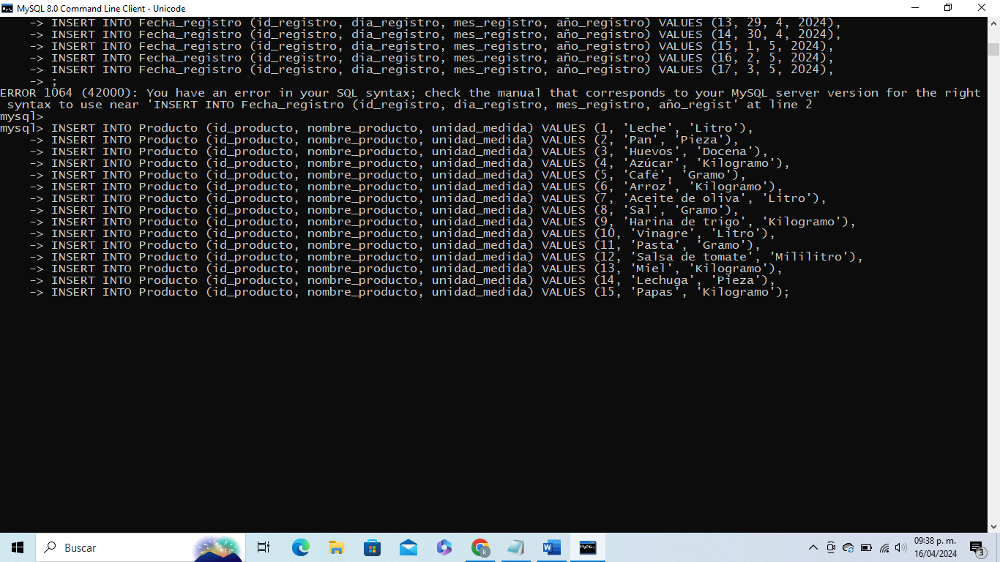 MySQL 8.0 Command Line Client - Unicode
-> INSERT INTO Fecha_registro (id_registro, dia_registro, mes_registro, año_registro) VALUES (13, 29, 4, 2024),
-> INSERT INTO Fecha_registro (id_registro, dia_registro, mes_registro, año_registro) VALUES (14, 30, 4, 2024),
-> INSERT INTO Fecha_registro (id_registro, dia_registro, mes_registro, año_registro) VALUES (15, 1, 5, 2024),
-> INSERT INTO Fecha_registro (id_registro, dia_registro, mes_registro, año_registro) VALUES (16, 2, 5, 2024),
-> INSERT INTO Fecha_registro (id_registro, dia_registro, mes_registro, año_registro) VALUES (17, 3, 5, 2024),
-> ;
ERROR 1064 (42000): You have an error in your SQL syntax; check the manual that corresponds to your MySQL server version for the right
syntax to use near 'INSERT INTO Fecha_registro (id_registro, dia_registro, mes_registro, año_regist' at line 2
mysql>
mysql> INSERT INTO Producto (id_producto, nombre_producto, unidad_medida) VALUES (1, 'Leche', 'Litro'),
-> INSERT INTO Producto (id_producto, nombre_producto, unidad_medida) VALUES (2, 'Pan', 'Pieza'),
-> INSERT INTO Producto (id_producto, nombre_producto, unidad_medida) VALUES (3, 'Huevos', 'Docena'),
-> INSERT INTO Producto (id_producto, nombre_producto, unidad_medida) VALUES (4, 'Azúcar', 'Kilogramo'),
-> INSERT INTO Producto (id_producto, nombre_producto, unidad_medida) VALUES (5, 'Café', 'Gramo'),
-> INSERT INTO Producto (id_producto, nombre_producto, unidad_medida) VALUES (6, 'Arroz', 'Kilogramo'),
-> INSERT INTO Producto (id_producto, nombre_producto, unidad_medida) VALUES (7, 'Aceite de oliva', 'Litro'),
-> INSERT INTO Producto (id_producto, nombre_producto, unidad_medida) VALUES (8, 'Sal', 'Gramo'),
-> INSERT INTO Producto (id_producto, nombre_producto, unidad_medida) VALUES (9, 'Harina de trigo', 'Kilogramo'),
-> INSERT INTO Producto (id_producto, nombre_producto, unidad_medida) VALUES (10, 'Vinagre', 'Litro'),
-> INSERT INTO Producto (id_producto, nombre_producto, unidad_medida) VALUES (11, 'Pasta', 'Gramo'),
-> INSERT INTO Producto (id_producto, nombre_producto, unidad_medida) VALUES (12, 'Salsa de tomate', 'Mililitro'),
-> INSERT INTO Producto (id_producto, nombre_producto, unidad_medida) VALUES (13, 'Miel', 'Kilogramo'),
-> INSERT INTO Producto (id_producto, nombre_producto, unidad_medida) VALUES (14, 'Lechuga', 'Pieza'),
-> INSERT INTO Producto (id_producto, nombre_producto, unidad_medida) VALUES (15, 'Papas', 'Kilogramo');
Buscar
09:38 p. m.
16/04/2024
3